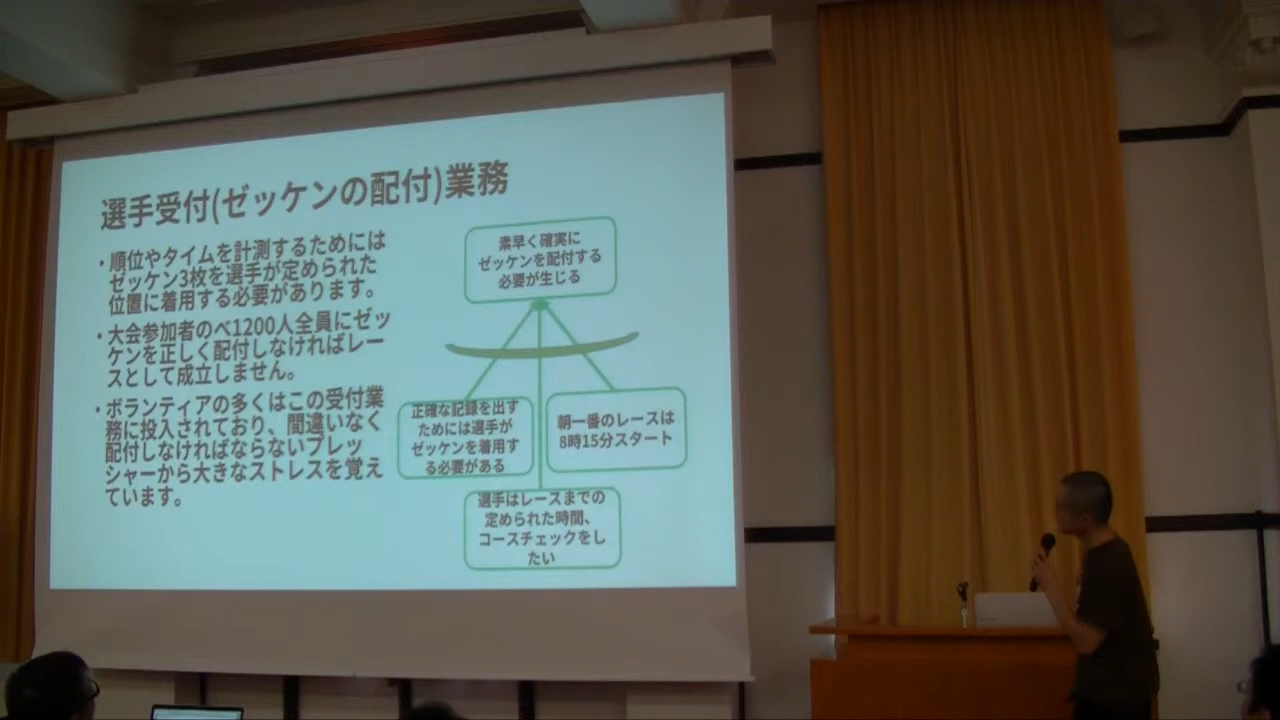 選手受付(ゼッケンの配付)業務
・順位やタイムを計測するためには
ゼッケン3枚を選手が定められた
位置に着用する必要があります。
・大会参加者のべ1200人全員にゼッ
ケンを正しく配付しなければレー
スとして成立しません。
・ボランティアの多くはこの受付業
務に投入されており、間違いなく
配付しなければならないプレッ
シャーから大きなストレスを覚え
ています。
素早く確実に
ゼッケンを配付する
必要が生じる
正確な記録を出す
ためには選手が
ゼッケンを着用す
る必要がある
朝一番のレースは
8時15分スタート
選手はレースまでの
定められた時間、
コースチェックをし
たい